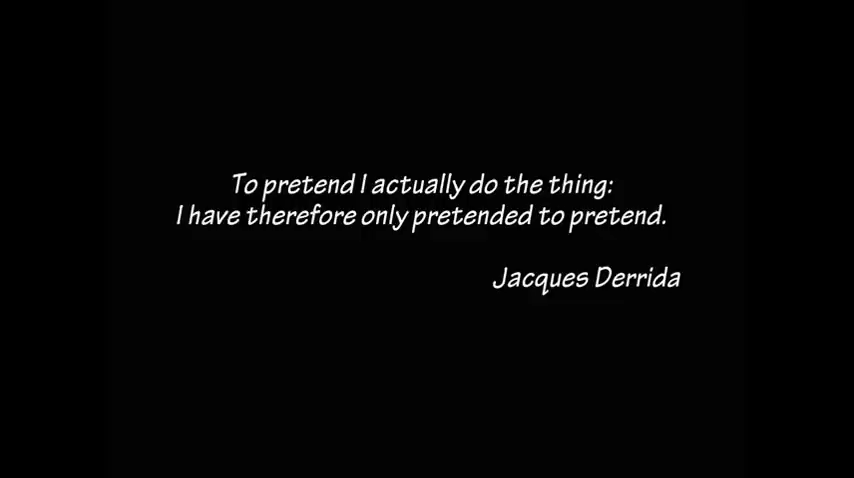 To pretend I actually do the thing:
I have therefore only pretended to pretend.
Jacques Derrida